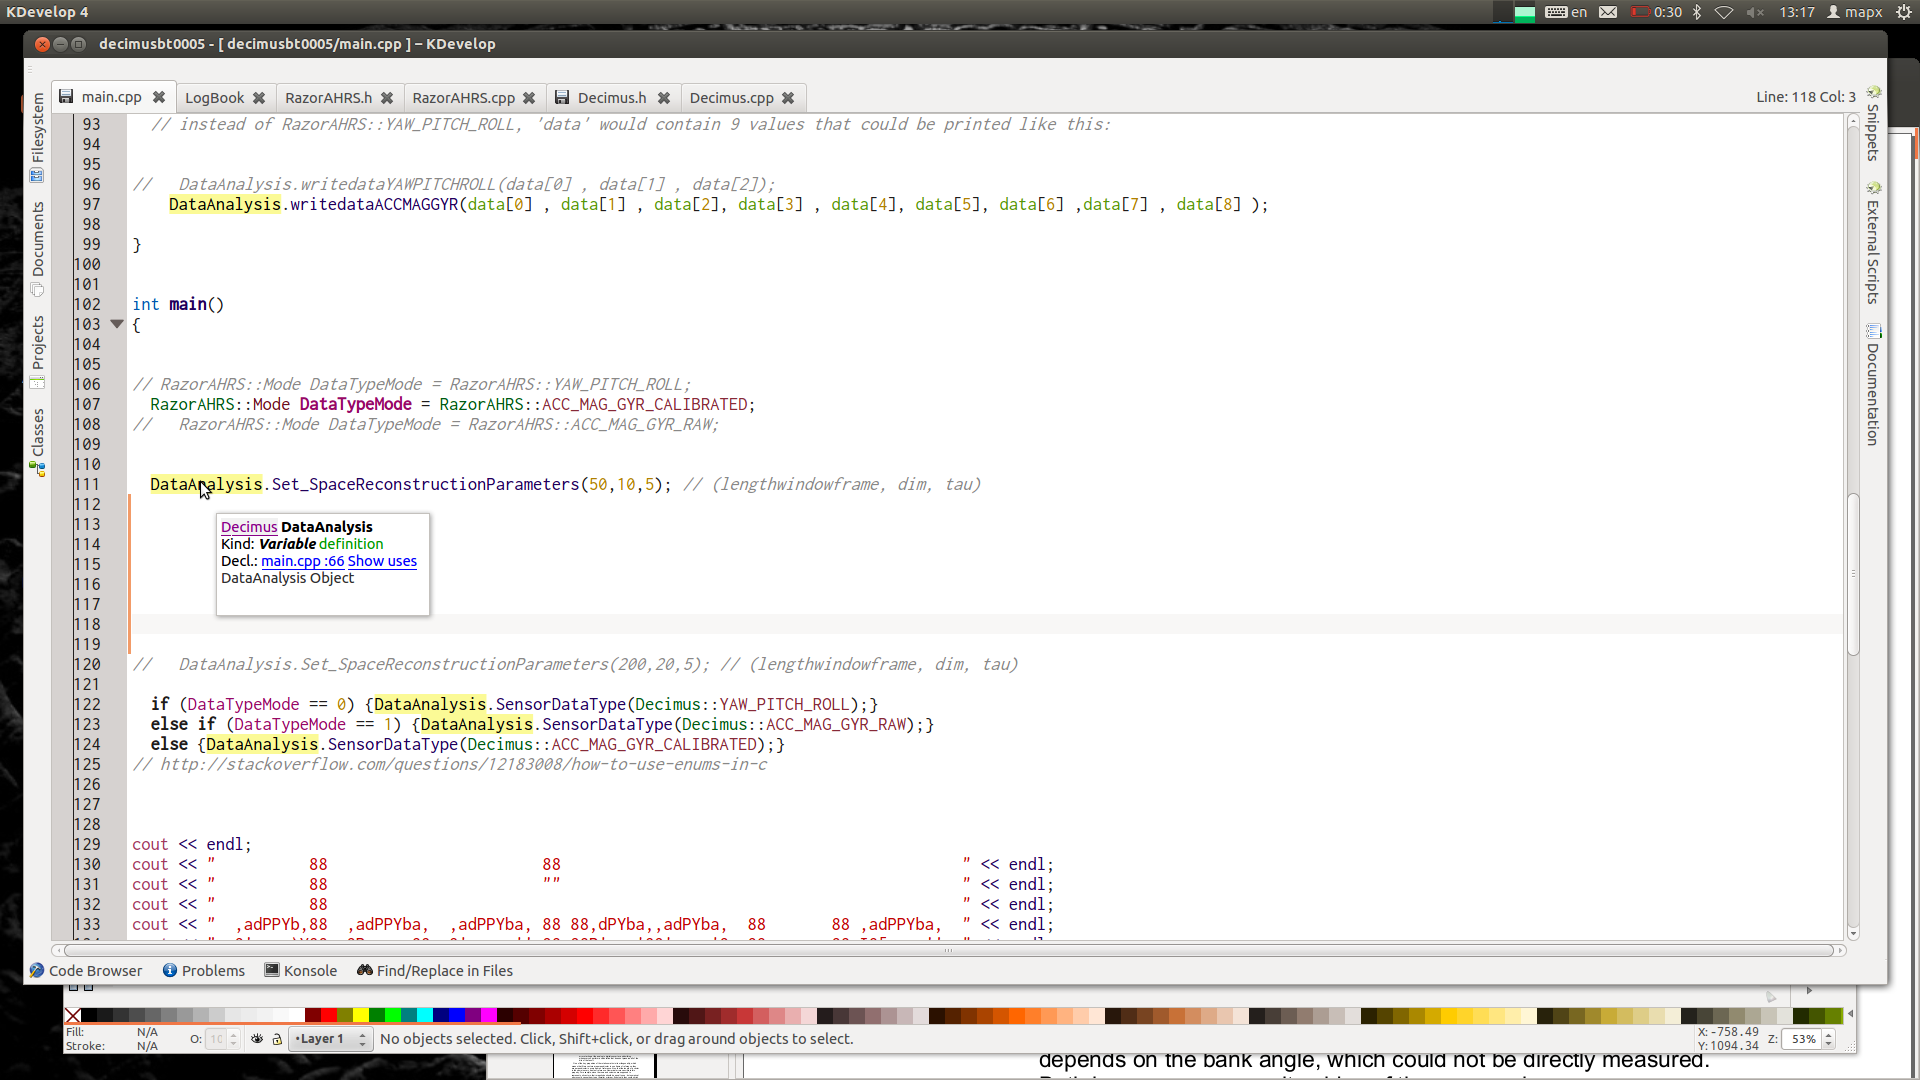 KDevelop 4
en
0:30
13:17
mapx
decimusbt0005 - [ decimusbt0005/main.cpp ] – KDevelop
main.cpp
LogBook
RazorAHRS.h
RazorAHRS.cpp
Decimus.h
Decimus.cpp
Line: 118 Col: 3
Filesystem
Documents
Projects
Classes
Snippets
External Scripts
Documentation
93 // instead of RazorAHRS::YAW_PITCH_ROLL, 'data' would contain 9 values that could be printed like this:
94
95
96 // DataAnalysis.writedataYAWPITCHROLL(data[0] , data[1] , data[2]);
97 DataAnalysis.writedataACCMAGGYR(data[0] , data[1] , data[2], data[3] , data[4], data[5], data[6] ,data[7] , data[8] );
98
99 }
100
101
102 int main()
103 {
104
105
106 // RazorAHRS::Mode DataTypeMode = RazorAHRS::YAW_PITCH_ROLL;
107 RazorAHRS::Mode DataTypeMode = RazorAHRS::ACC_MAG_GYR_CALIBRATED;
108 // RazorAHRS::Mode DataTypeMode = RazorAHRS::ACC_MAG_GYR_RAW;
109
110
111 DataAnalysis.Set_SpaceReconstructionParameters(50,10,5); // (lengthwindowframe, dim, tau)
112
113
114
115
116
117
118
119
Decimus DataAnalysis
Kind: Variable definition
Decl.: main.cpp :66 Show uses
DataAnalysis Object
120 // DataAnalysis.Set_SpaceReconstructionParameters(200,20,5); // (lengthwindowframe, dim, tau)
121
122 if (DataTypeMode == 0) {DataAnalysis.SensorDataType(Decimus::YAW_PITCH_ROLL);}
123 else if (DataTypeMode == 1) {DataAnalysis.SensorDataType(Decimus::ACC_MAG_GYR_RAW);}
124 else {DataAnalysis.SensorDataType(Decimus::ACC_MAG_GYR_CALIBRATED);}
125 // http://stackoverflow.com/questions/12183008/how-to-use-enums-in-c
126
127
128
129 cout << endl;
130 cout << " 88 88 " << endl;
131 cout << " 88 "" " << endl;
132 cout << " 88 " << endl;
133 cout << " ,adPPYb,88 ,adPPYba, ,adPPYba, 88 88,dPYba,,adPYba, 88 88 ,adPPYba, " << endl;
Code Browser
Problems
Konsole
Find/Replace in Files
Fill: N/A
Stroke: N/A
O: 10
•Layer 1
No objects selected. Click, Shift+click, or drag around objects to select.
X: -758.49
Y: 1094.34
Z: 53%
depends on the bank angle, which could not be directly measured.